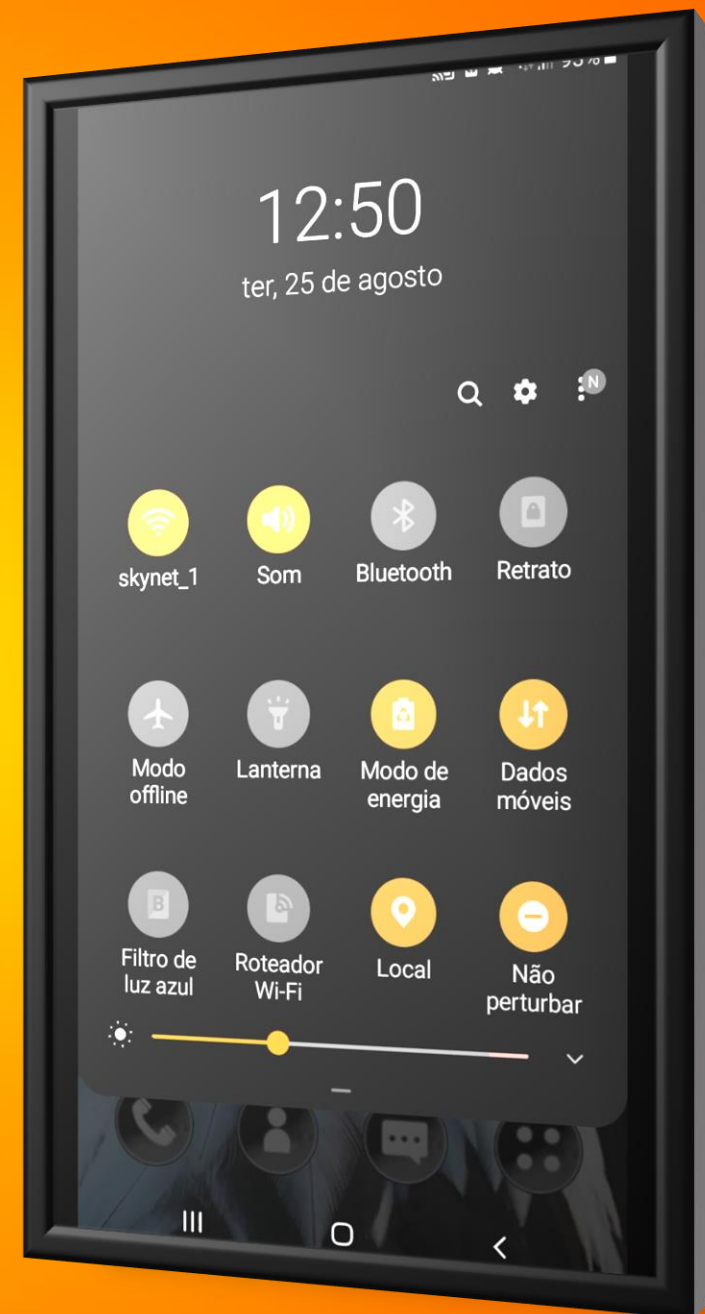 93%
12:50
ter, 25 de agosto
N
skynet_1
Som
Bluetooth
Retrato
Modo offline
Lanterna
Modo de energia
Dados móveis
B
Filtro de luz azul
Roteador Wi-Fi
Local
Não perturbar